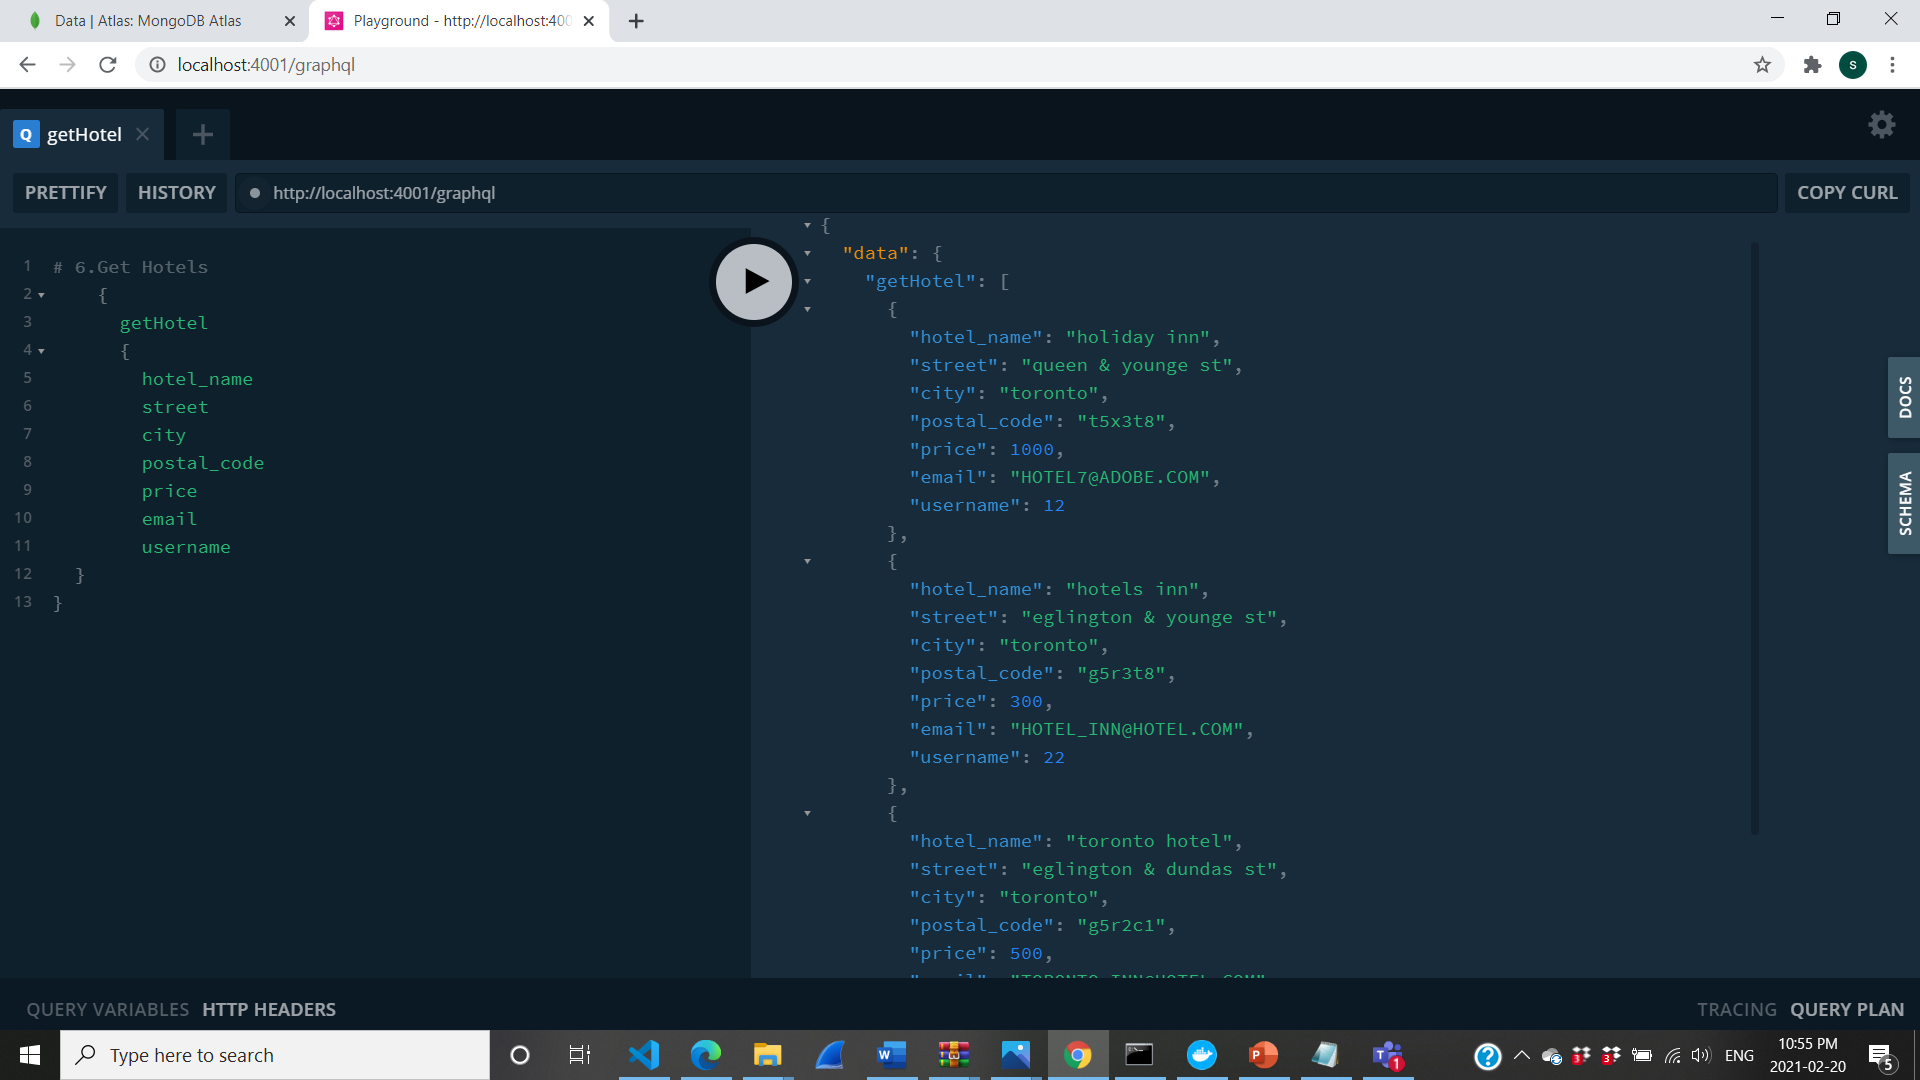 Data | Atlas: MongoDB Atlas
Playground - http://localhost:400
localhost:4001/graphql
S
Q getHotel
PRETTIFY
HISTORY
http://localhost:4001/graphql
COPY CURL
1 # 6.Get Hotels
2 {
3 getHotel
4 {
5 hotel_name
6 street
7 city
8 postal_code
9 price
10 email
11 username
12 }
13 }
{
"data": {
"getHotel": [
{
"hotel_name": "holiday inn",
"street": "queen & younge st",
"city": "toronto",
"postal_code": "t5x3t8",
"price": 1000,
"email": "HOTEL7@ADOBE.COM",
"username": 12
},
{
"hotel_name": "hotels inn",
"street": "eglington & younge st",
"city": "toronto",
"postal_code": "g5r3t8",
"price": 300,
"email": "HOTEL_INN@HOTEL.COM",
"username": 22
},
{
"hotel_name": "toronto hotel",
"street": "eglington & dundas st",
"city": "toronto",
"postal_code": "g5r2c1",
"price": 500,
DOCS
SCHEMA
QUERY VARIABLES HTTP HEADERS
TRACING QUERY PLAN
Type here to search
ENG
10:55 PM
2021-02-20
5